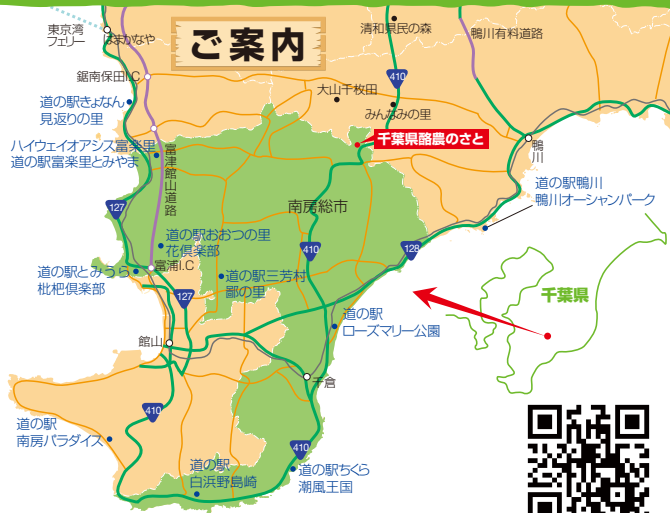 東京湾
フェリー
はまかなや
ご案内
清和県民の森
鴨川有料道路
鋸南保田I.C
410
大山千枚田
みんなみの里
道の駅きょなん
見返りの里
千葉県酪農のさと
鴨川
ハイウェイオアシス富楽里
道の駅富楽里とみやま
富津館山道路
道の駅鴨川
鴨川オーシャンパーク
127
南房総市
道の駅おおつの里
花倶楽部
410
128
富浦I.C
道の駅とみうら
枇杷倶楽部
道の駅三芳村
鄙の里
千葉県
127
道の駅
ローズマリー公園
館山
千倉
410
道の駅
南房パラダイス
410
道の駅
白浜野島崎
道の駅ちくら
潮風王国